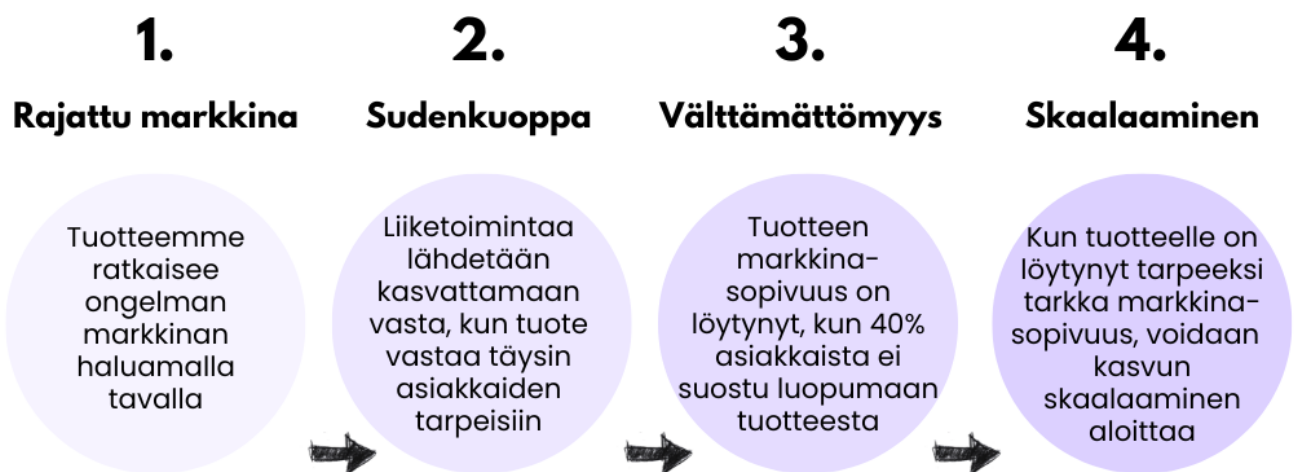 1.
Rajattu markkina
Tuotteemme
ratkaisee
ongelman
markkinan
haluamalla
tavalla
2.
Sudenkuoppa
Liiketoimintaa
lähdetään
kasvattamaan
vasta, kun tuote
vastaa täysin
asiakkaiden
tarpeisiin
3.
Välttämättömyys
Tuotteen
markkina-
sopivuus on
löytynyt, kun 40%
asiakkaista ei
suostu luopumaan
tuotteesta
4.
Skaalaaminen
Kun tuotteelle on
löytynyt tarpeeksi
tarkka markkina-
sopivuus, voidaan
kasvun
skaalaaminen
aloittaa